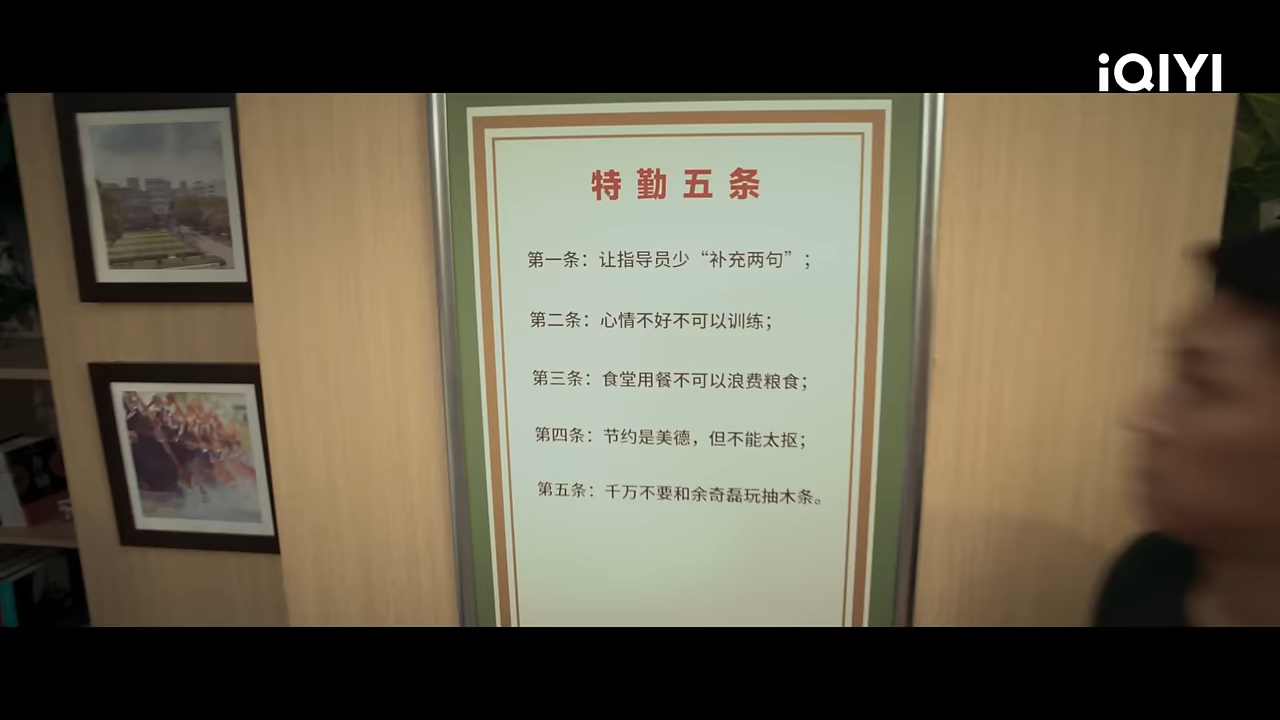 iQIYI
特勤五条
第一条：让指导员少“补充两句”；
第二条：心情不好不可以训练；
第三条：食堂用餐不可以浪费粮食；
第四条：节约是美德，但不能太抠；
第五条：千万不要和余奇磊玩抽木条。